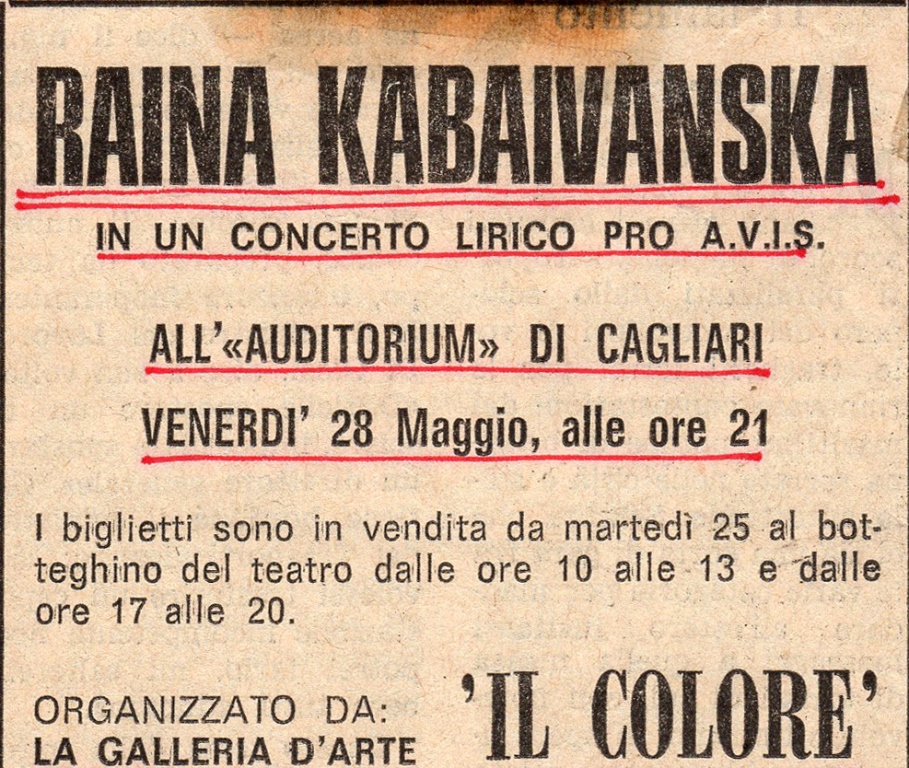 RAINA KABAIVANSKA
IN UN CONCERTO LIRICO PRO A.V.I.S.
ALL'«AUDITORIUM» DI CAGLIARI
VENERDI' 28 Maggio, alle ore 21
I biglietti sono in vendita da martedì 25 al bot-
teghino del teatro dalle ore 10 alle 13 e dalle
ore 17 alle 20.
ORGANIZZATO DA:
LA GALLERIA D'ARTE
'IL COLORE'